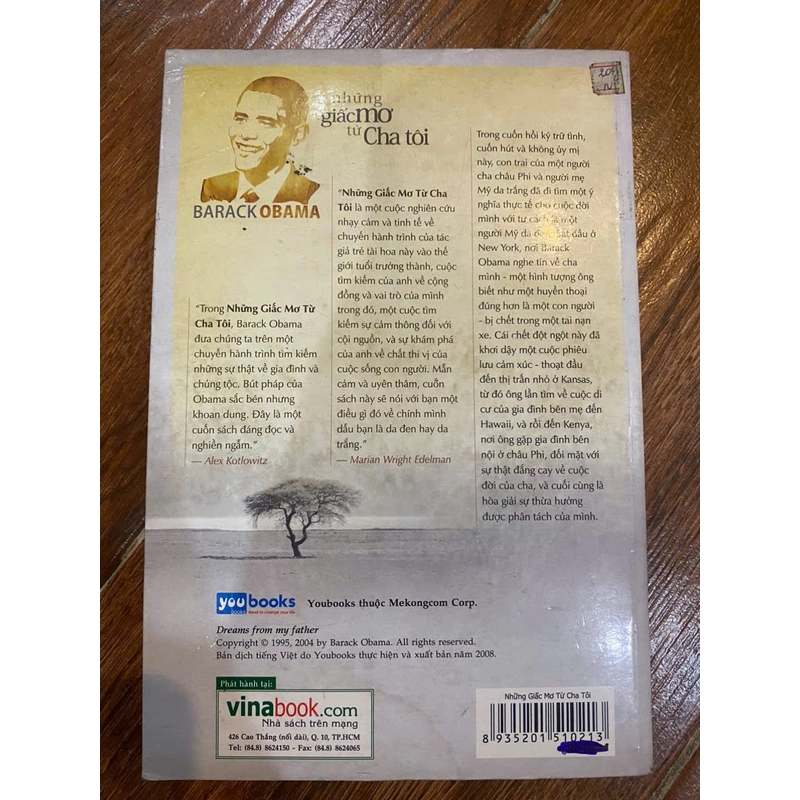 những
giấc mơ
từ Cha tôi
BARACK OBAMA
"Trong Những Giấc Mơ Từ
Cha Tôi, Barack Obama
đưa chúng ta trên một
chuyến hành trình tìm kiếm
những sự thật về gia đình và
chủng tộc. Bút pháp của
Obama sắc bén nhưng
khoan dung. Đây là một
cuốn sách đáng đọc và
nghiền ngẫm."
— Alex Kotlowitz
"Những Giấc Mơ Từ Cha
Tôi là một cuộc nghiên cứu
nhạy cảm và tinh tế về
chuyến hành trình của tác
giả trẻ tài hoa này vào thế
giới tuổi trưởng thành, cuộc
tìm kiếm của anh về cộng
đồng và vai trò của mình
trong đó, một cuộc tìm
kiếm sự cảm thông đối với
cội nguồn, và sự khám phá
của anh về chất thi vị của
cuộc sống con người. Mẫn
cảm và uyên thâm, cuốn
sách này sẽ nói với bạn một
điều gì đó về chính mình
dẫu bạn là da đen hay da
trắng."
— Marian Wright Edelman
Trong cuốn hồi ký trữ tình,
cuốn hút và không ủy mị
này, con trai của một người
cha châu Phi và người mẹ
Mỹ da trắng đã đi tìm một ý
nghĩa thực tế cho cuộc đời
mình với tư cách là một
người Mỹ da đen. Bắt đầu ở
New York, nơi Barack
Obama nghe tin về cha
mình - một hình tượng ông
biết như một huyền thoại
đúng hơn là một con người
- bị chết trong một tai nạn
xe. Cái chết đột ngột này đã
khơi dậy một cuộc phiêu
lưu cảm xúc - thoạt đầu
đến thị trấn nhỏ ở Kansas,
từ đó ông lần tìm về cuộc di
cư của gia đình bên mẹ đến
Hawaii, và rồi đến Kenya,
nơi ông gặp gia đình bên
nội ở châu Phi, đối mặt với
sự thật đắng cay về cuộc
đời của cha, và cuối cùng là
hòa giải sự thừa hưởng
được phân tách của mình.
you books
BOOKS Read to change your life
Youbooks thuộc Mekongcom Corp.
Dreams from my father
Copyright © 1995, 2004 by Barack Obama. All rights reserved.
Bản dịch tiếng Việt do Youbooks thực hiện và xuất bản năm 2008.
Phát hành tại:
vinabook.com
Nhà sách trên mạng
426 Cao Thắng (nối dài), Q. 10, TP.HCM
Tel: (84.8) 8624150 - Fax: (84.8) 8624065
Những Giấc Mơ Từ Cha Tôi
8 935201 510213